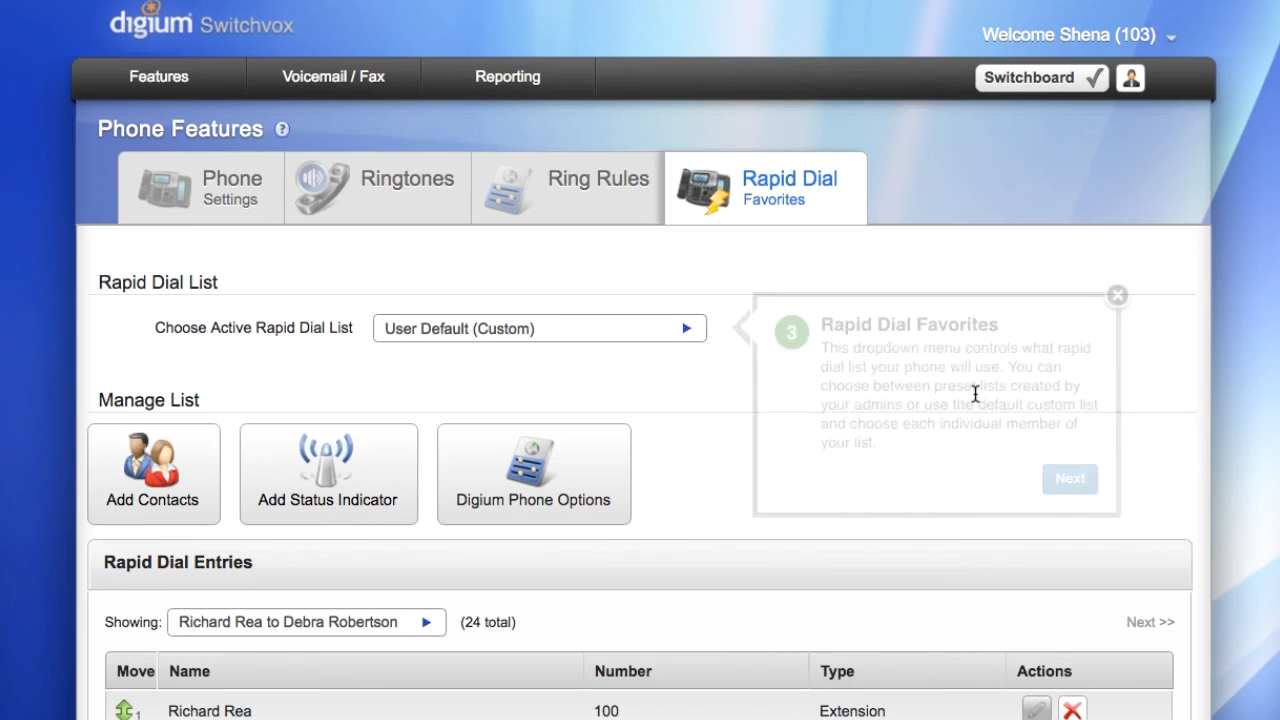 digium Switchvox
Welcome Shena (103)
Features
Voicemail / Fax
Reporting
Switchboard
Phone Features ?
Phone
Settings
Ringtones
Ring Rules
Rapid Dial
Favorites
Rapid Dial List
Choose Active Rapid Dial List
User Default (Custom)
3
Rapid Dial Favorites
This dropdown menu controls what rapid
dial list your phone will use. You can
choose between preset lists created by
your admins or use the default custom list
and choose each individual member of
your list.
Next
Manage List
Add Contacts
Add Status Indicator
Digium Phone Options
Rapid Dial Entries
Showing: Richard Rea to Debra Robertson (24 total)
Next >>
Move Name Number Type Actions
1 Richard Rea 100 Extension